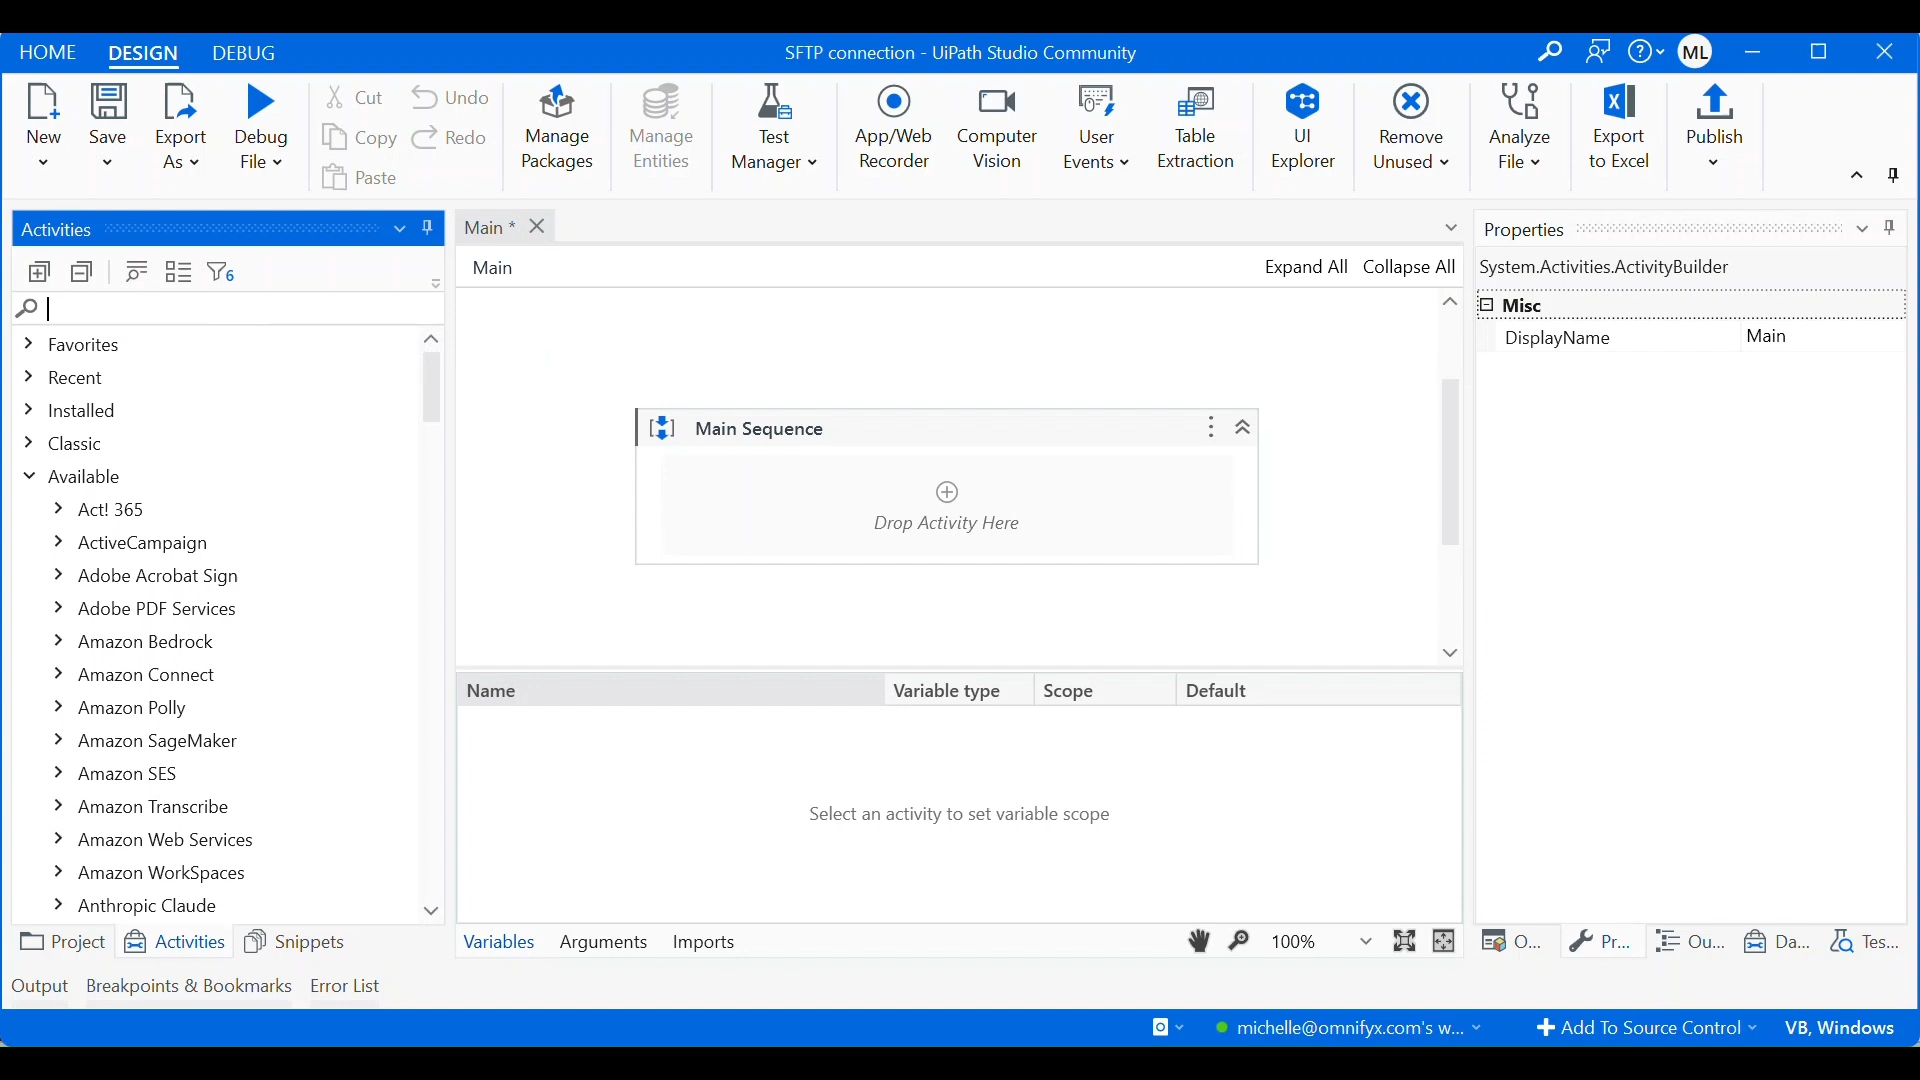 HOME DESIGN DEBUG SFTP connection - UiPath Studio Community ML
New Save Export As Debug File Cut Copy Paste Undo Redo Manage Packages Manage Entities Test Manager App/Web Recorder Computer Vision User Events Table Extraction UI Explorer Remove Unused Analyze File Export to Excel Publish
Activities
6
Favorites
Recent
Installed
Classic
Available
Act! 365
ActiveCampaign
Adobe Acrobat Sign
Adobe PDF Services
Amazon Bedrock
Amazon Connect
Amazon Polly
Amazon SageMaker
Amazon SES
Amazon Transcribe
Amazon Web Services
Amazon WorkSpaces
Anthropic Claude
Project Activities Snippets
Main *
Main Expand All Collapse All
Main Sequence
Drop Activity Here
Name Variable type Scope Default
Select an activity to set variable scope
Variables Arguments Imports 100%
Properties
System.Activities.ActivityBuilder
Misc
DisplayName Main
O... Pr... Ou... Da... Tes...
Output Breakpoints & Bookmarks Error List
michelle@omnifyx.com's w... Add To Source Control VB, Windows